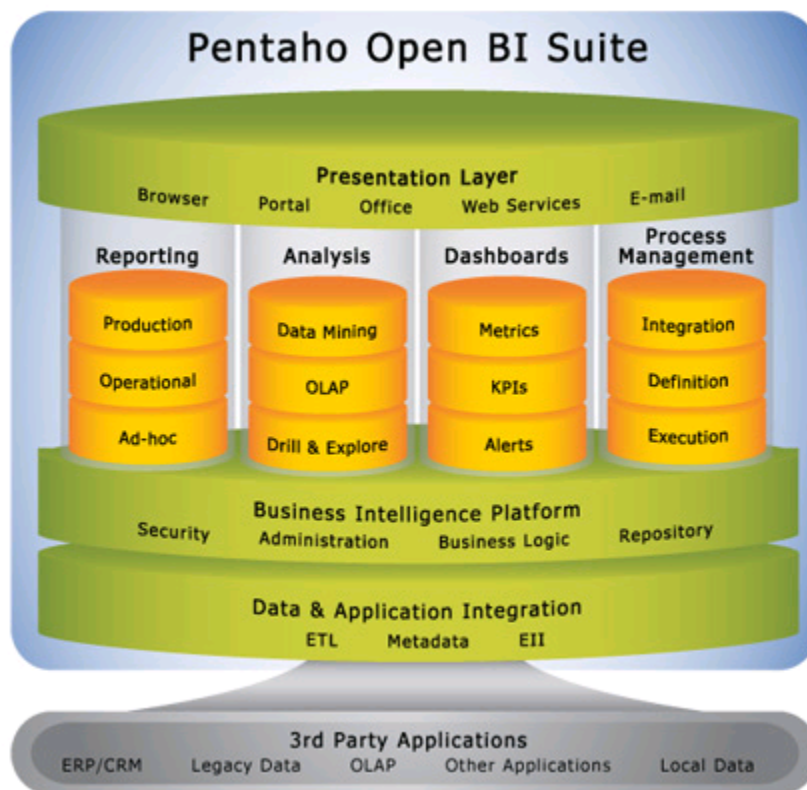 Pentaho Open BI Suite
Presentation Layer
Browser Portal Office Web Services E-mail
Reporting Analysis Dashboards Process Management
Production Data Mining Metrics Integration
Operational OLAP KPIs Definition
Ad-hoc Drill & Explore Alerts Execution
Business Intelligence Platform
Security Administration Business Logic Repository
Data & Application Integration
ETL Metadata EII
3rd Party Applications
ERP/CRM Legacy Data OLAP Other Applications Local Data